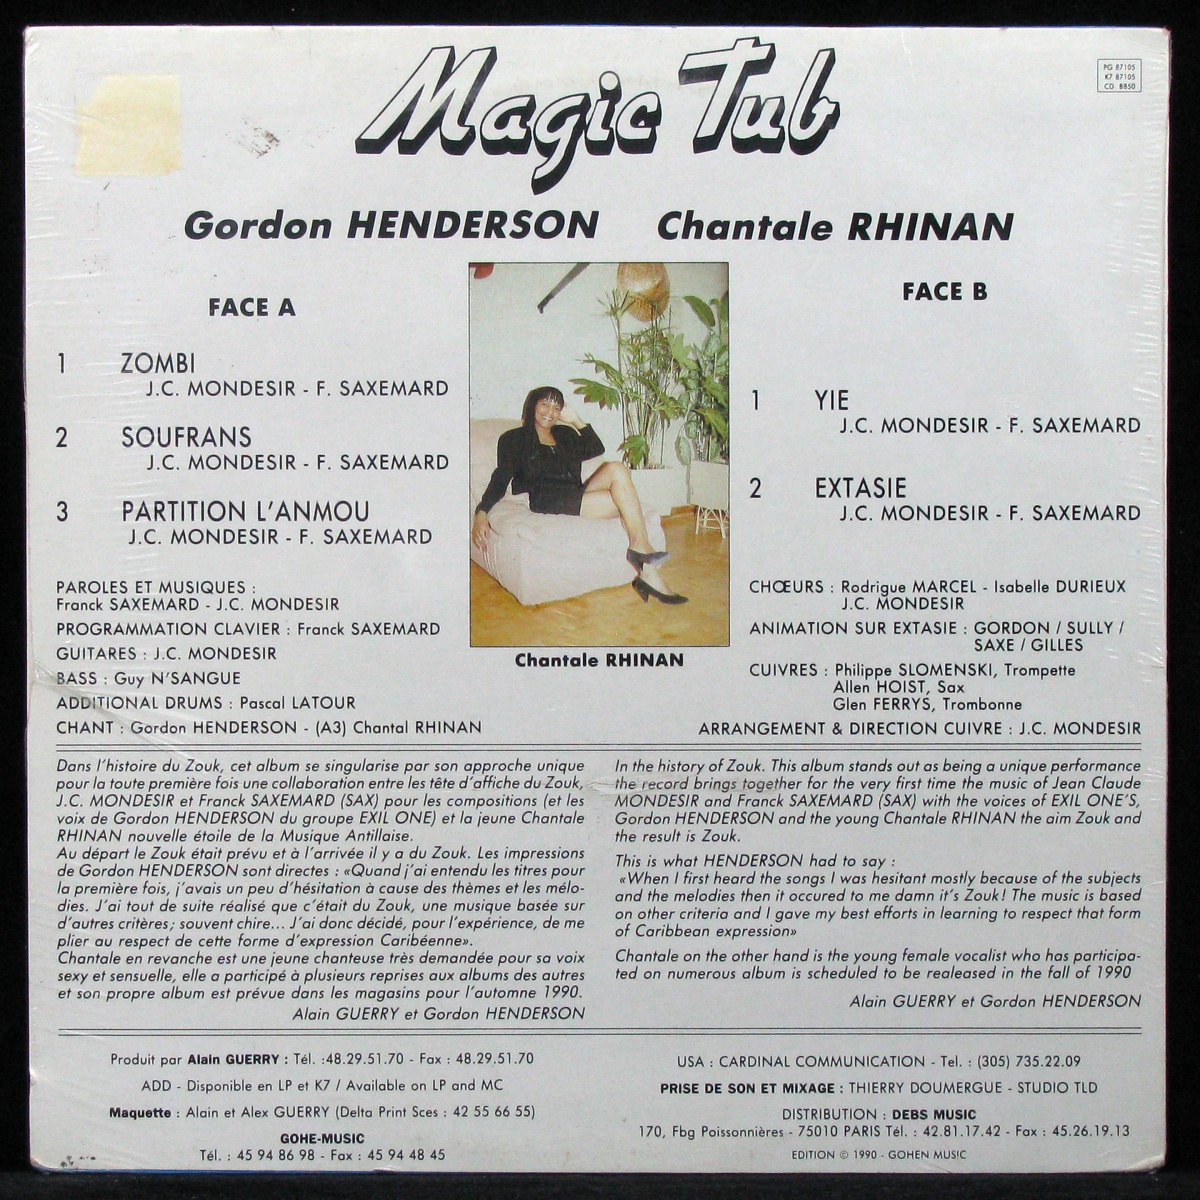 Magic Tub
PG 87105
K7 87105
CD 8850
Gordon HENDERSON Chantale RHINAN
FACE A
1 ZOMBI
J.C. MONDESIR - F. SAXEMARD
2 SOUFRANS
J.C. MONDESIR - F. SAXEMARD
3 PARTITION L'ANMOU
J.C. MONDESIR - F. SAXEMARD
FACE B
1 YIE
J.C. MONDESIR - F. SAXEMARD
2 EXTASIE
J.C. MONDESIR - F. SAXEMARD
Chantale RHINAN
PAROLES ET MUSIQUES :
Franck SAXEMARD - J.C. MONDESIR
PROGRAMMATION CLAVIER : Franck SAXEMARD
GUITARES : J.C. MONDESIR
BASS : Guy N'SANGUE
ADDITIONAL DRUMS : Pascal LATOUR
CHANT : Gordon HENDERSON - (A3) Chantal RHINAN
CHŒURS : Rodrigue MARCEL - Isabelle DURIEUX
J.C. MONDESIR
ANIMATION SUR EXTASIE : GORDON / SULLY /
SAXE / GILLES
CUIVRES : Philippe SLOMENSKI, Trompette
Allen HOIST, Sax
Glen FERRYS, Trombonne
ARRANGEMENT & DIRECTION CUIVRE : J.C. MONDESIR
Dans l'histoire du Zouk, cet album se singularise par son approche unique
pour la toute première fois une collaboration entre les tête d'affiche du Zouk,
J.C. MONDESIR et Franck SAXEMARD (SAX) pour les compositions (et les
voix de Gordon HENDERSON du groupe EXIL ONE) et la jeune Chantale
RHINAN nouvelle étoile de la Musique Antillaise.
Au départ le Zouk était prévu et à l'arrivée il y a du Zouk. Les impressions
de Gordon HENDERSON sont directes : «Quand j'ai entendu les titres pour
la première fois, j'avais un peu d'hésitation à cause des thèmes et les mélo-
dies. J'ai tout de suite réalisé que c'était du Zouk, une musique basée sur
d'autres critères; souvent chire... J'ai donc décidé, pour l'expérience, de me
plier au respect de cette forme d'expression Caribéenne».
Chantale en revanche est une jeune chanteuse très demandée pour sa voix
sexy et sensuelle, elle a participé à plusieurs reprises aux albums des autres
et son propre album est prévue dans les magasins pour l'automne 1990.
Alain GUERRY et Gordon HENDERSON
In the history of Zouk. This album stands out as being a unique performance
the record brings together for the very first time the music of Jean Claude
MONDESIR and Franck SAXEMARD (SAX) with the voices of EXIL ONE'S,
Gordon HENDERSON and the young Chantale RHINAN the aim Zouk and
the result is Zouk.
This is what HENDERSON had to say :
«When I first heard the songs I was hesitant mostly because of the subjects
and the melodies then it occured to me damn it's Zouk! The music is based
on other criteria and I gave my best efforts in learning to respect that form
of Caribbean expression»
Chantale on the other hand is the young female vocalist who has participa-
ted on numerous album is scheduled to be realeased in the fall of 1990
Alain GUERRY et Gordon HENDERSON
Produit par Alain GUERRY : Tél. :48.29.51.70 - Fax : 48.29.51.70
ADD - Disponible en LP et K7 / Available on LP and MC
Maquette : Alain et Alex GUERRY (Delta Print Sces : 42 55 66 55)
GOHE-MUSIC
Tél. : 45 94 86 98 - Fax : 45 94 48 45
USA : CARDINAL COMMUNICATION - Tel. : (305) 735.22.09
PRISE DE SON ET MIXAGE : THIERRY DOUMERGUE - STUDIO TLD
DISTRIBUTION : DEBS MUSIC
170, Fbg Poissonnières - 75010 PARIS Tél. : 42.81.17.42 - Fax : 45.26.19.13
EDITION © 1990 - GOHEN MUSIC